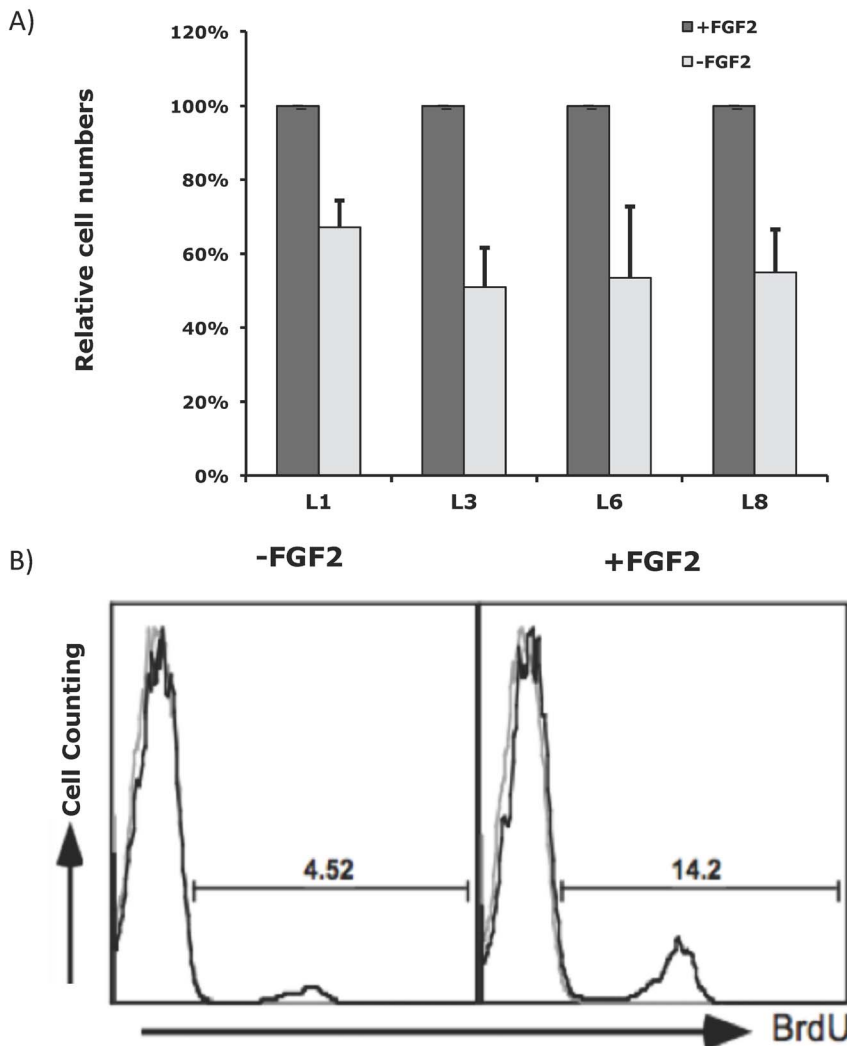 A)
+FGF2
-FGF2
120%
100%
80%
60%
40%
20%
0%
Relative cell numbers
L1 L3 L6 L8
B)
-FGF2 +FGF2
Cell Counting
4.52 14.2
BrdU